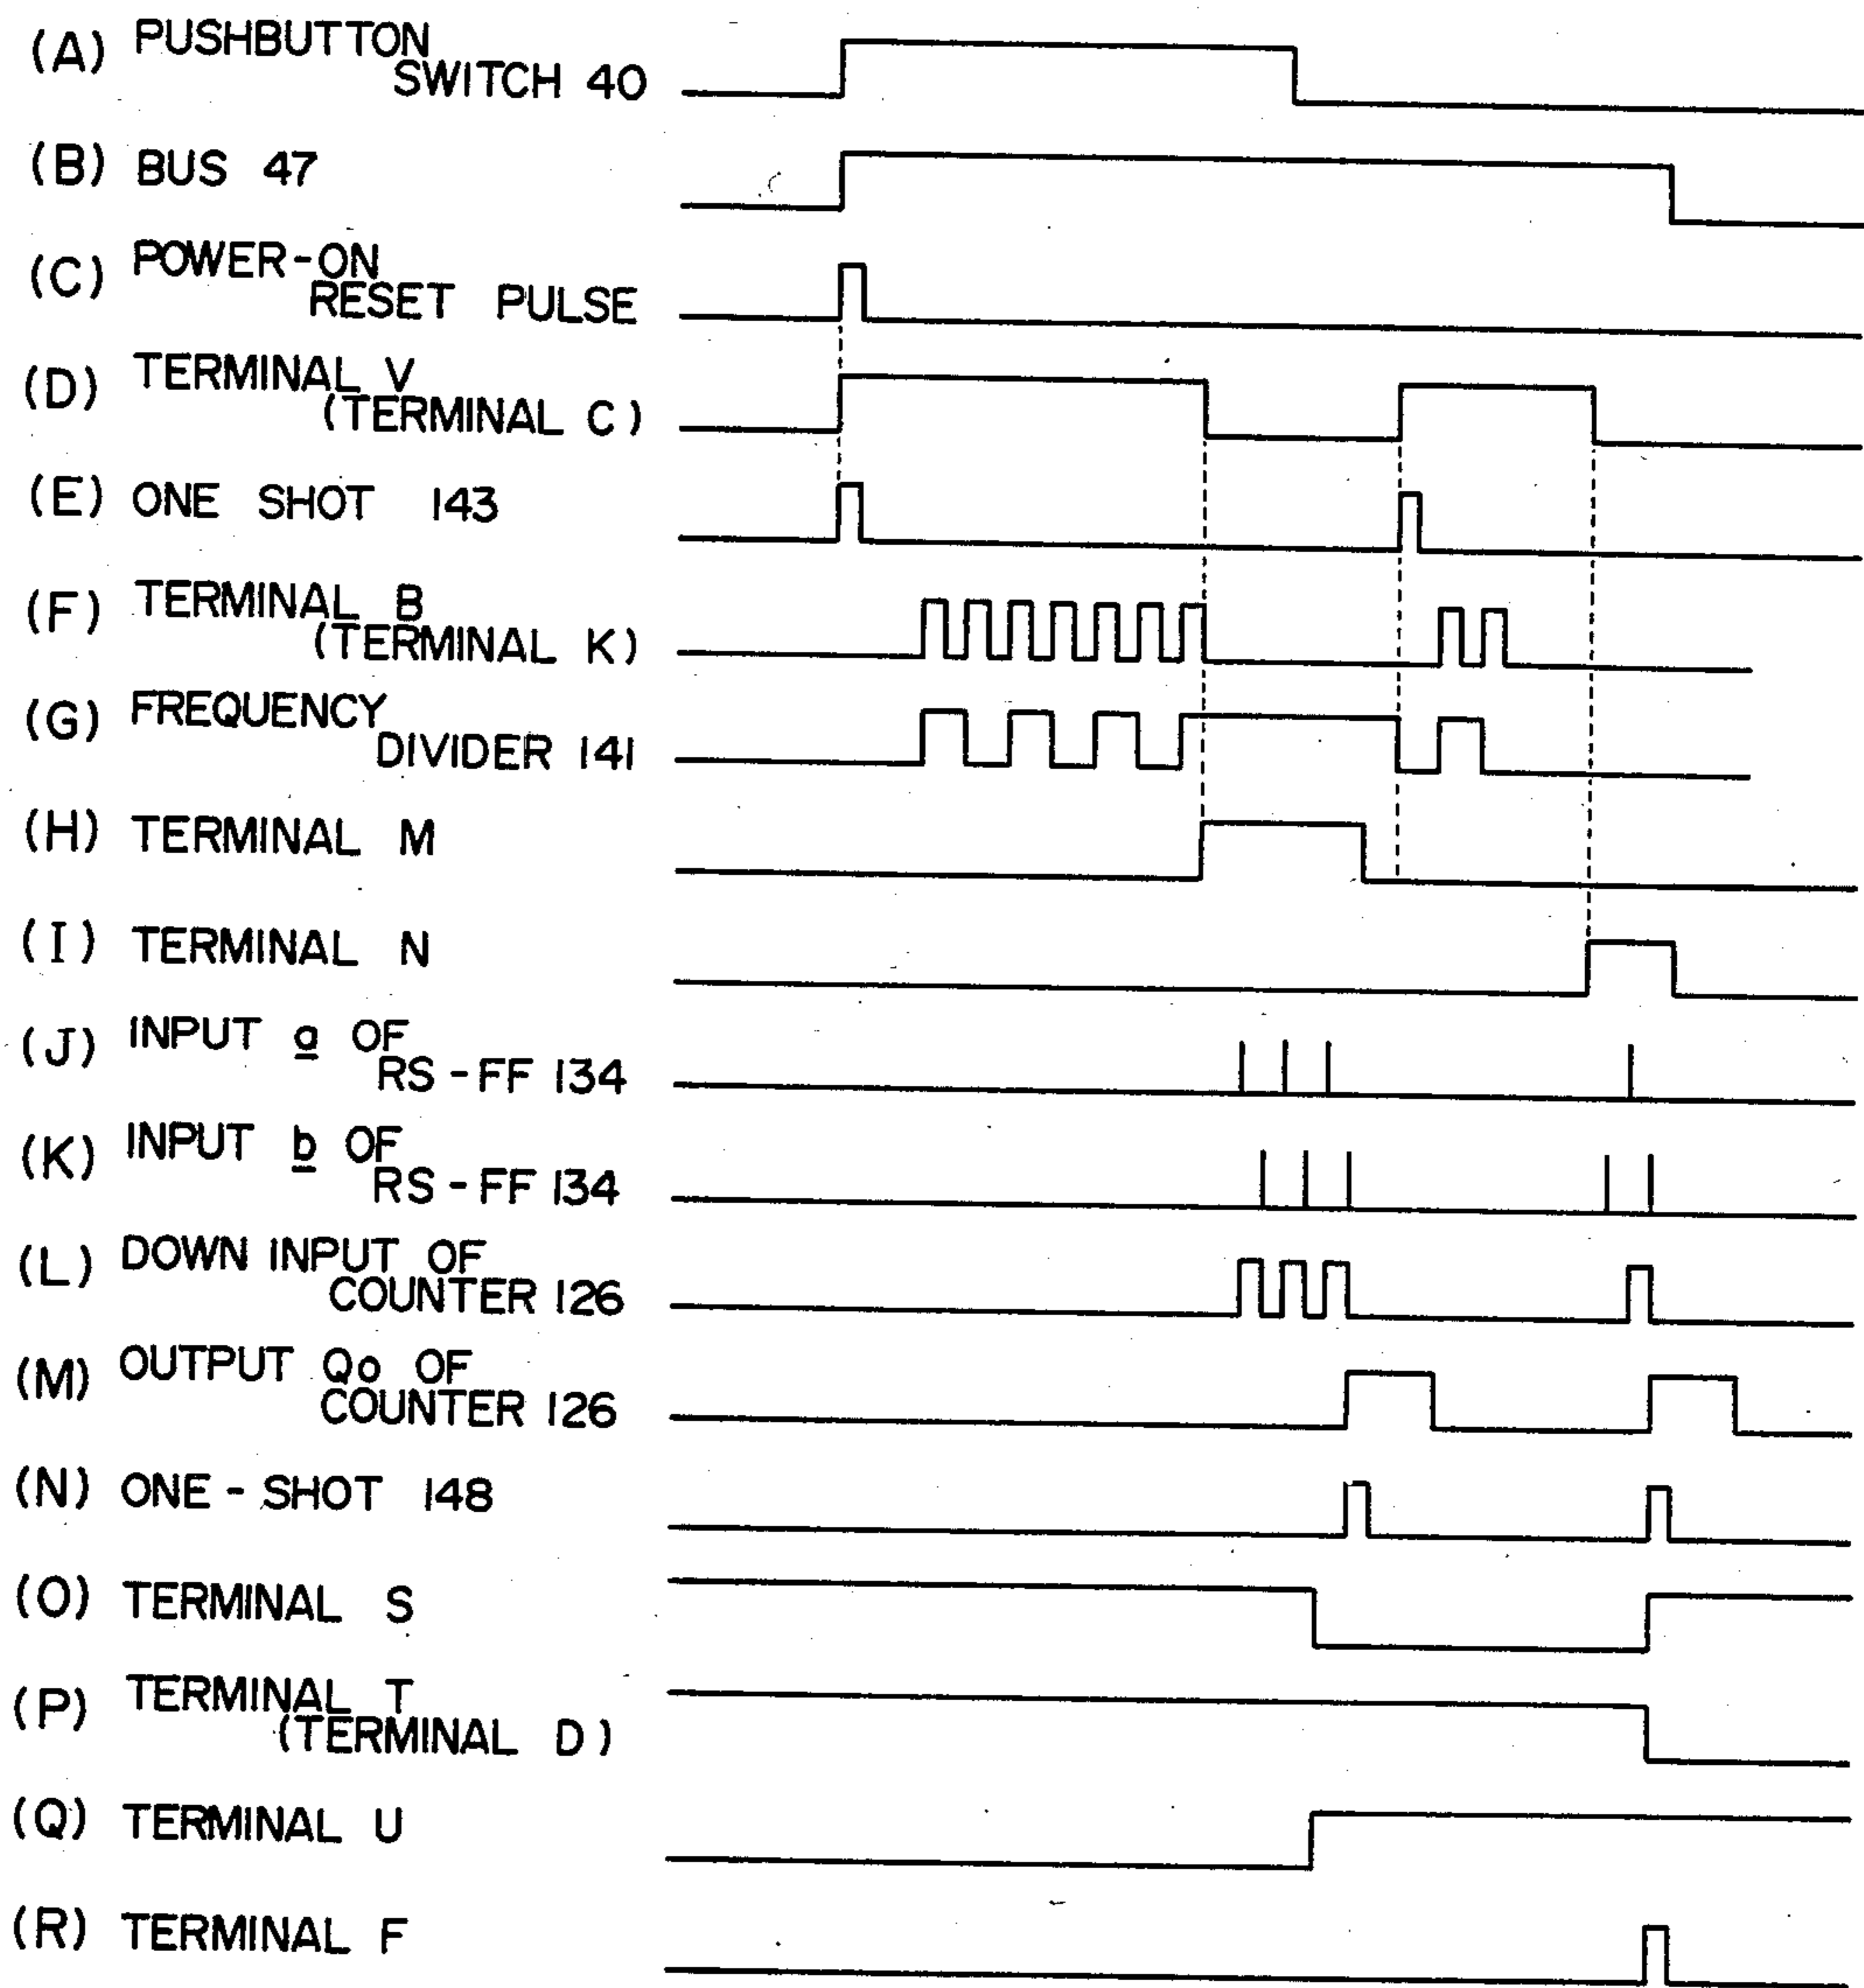 (A) PUSHBUTTON
SWITCH 40
(B) BUS 47
(C) POWER-ON
RESET PULSE
(D) TERMINAL V
(TERMINAL C)
(E) ONE SHOT 143
(F) TERMINAL B
(TERMINAL K)
(G) FREQUENCY
DIVIDER 141
(H) TERMINAL M
(I) TERMINAL N
(J) INPUT a OF
RS-FF 134
(K) INPUT b OF
RS-FF 134
(L) DOWN INPUT OF
COUNTER 126
(M) OUTPUT Qo OF
COUNTER 126
(N) ONE-SHOT 148
(O) TERMINAL S
(P) TERMINAL T
(TERMINAL D)
(Q) TERMINAL U
(R) TERMINAL F